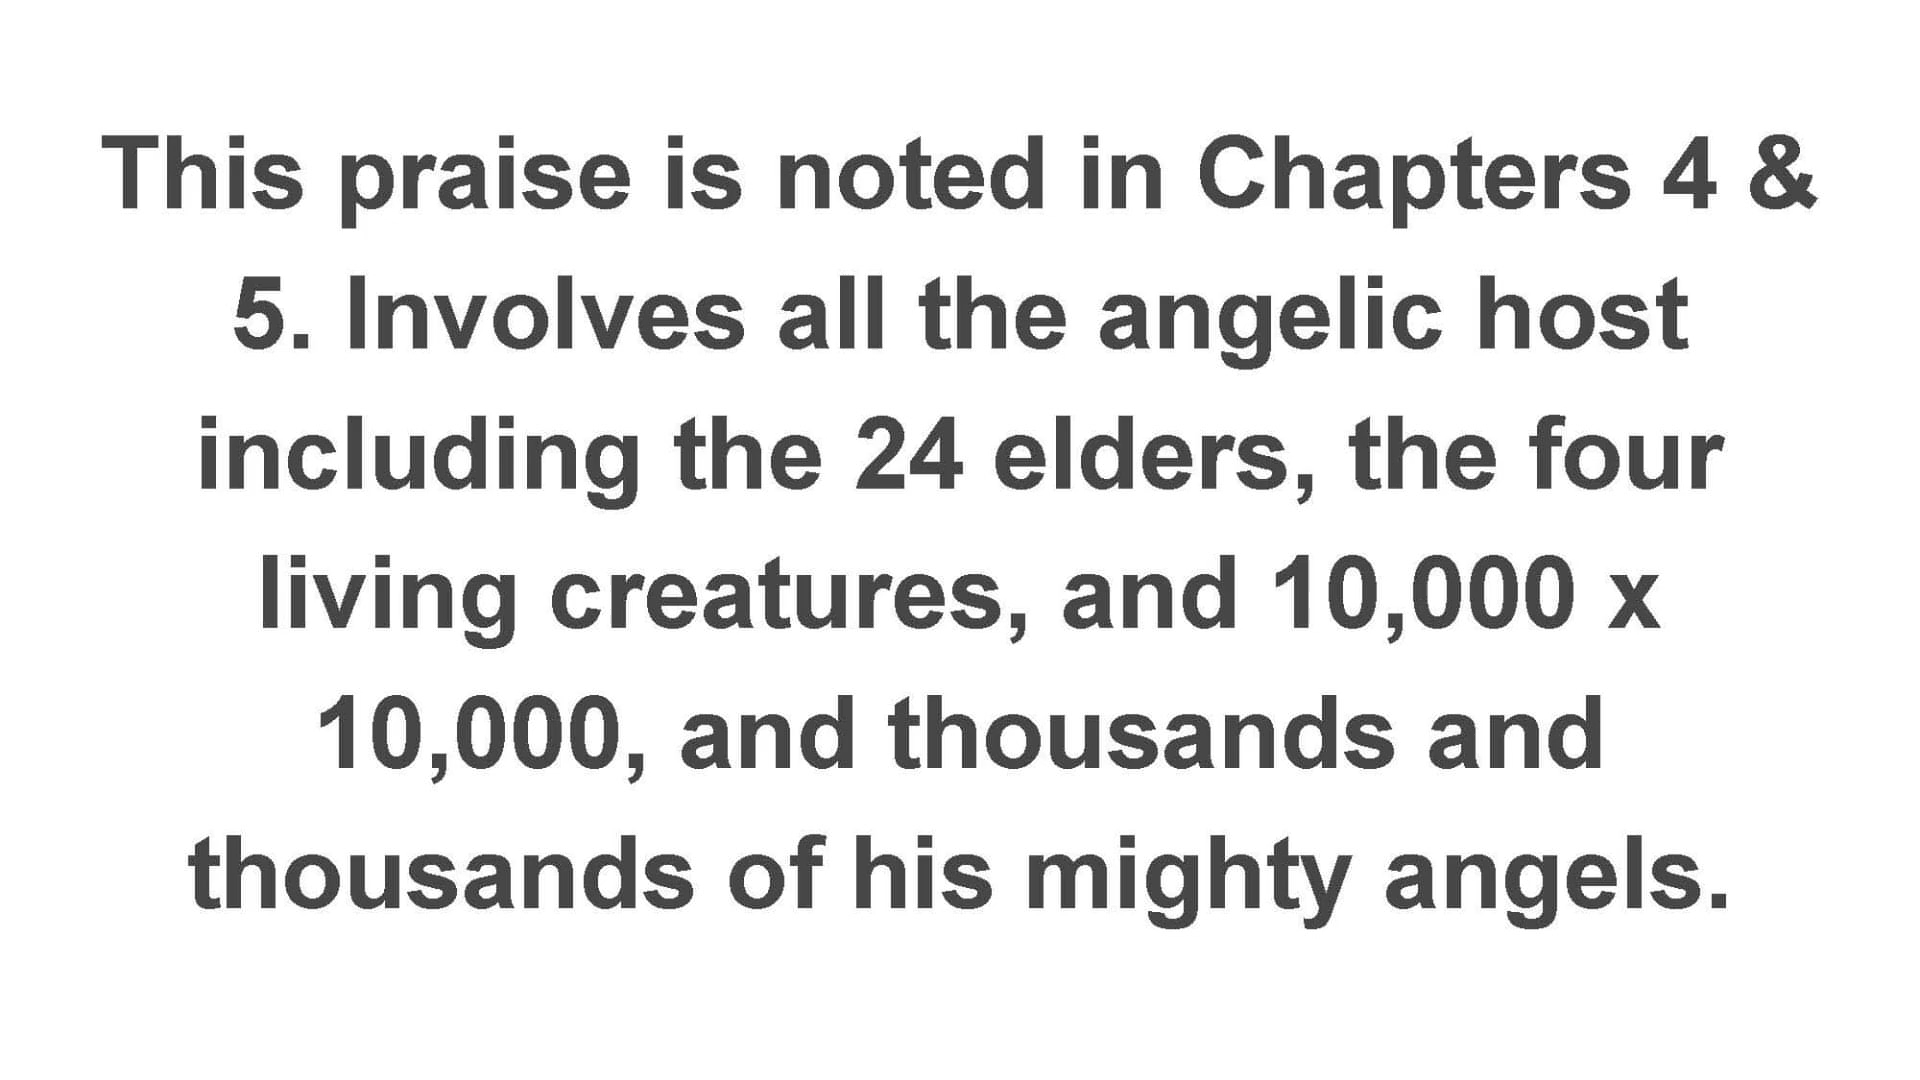 This praise is noted in Chapters 4 &
5. Involves all the angelic host
including the 24 elders, the four
living creatures, and 10,000 x
10,000, and thousands and
thousands of his mighty angels.